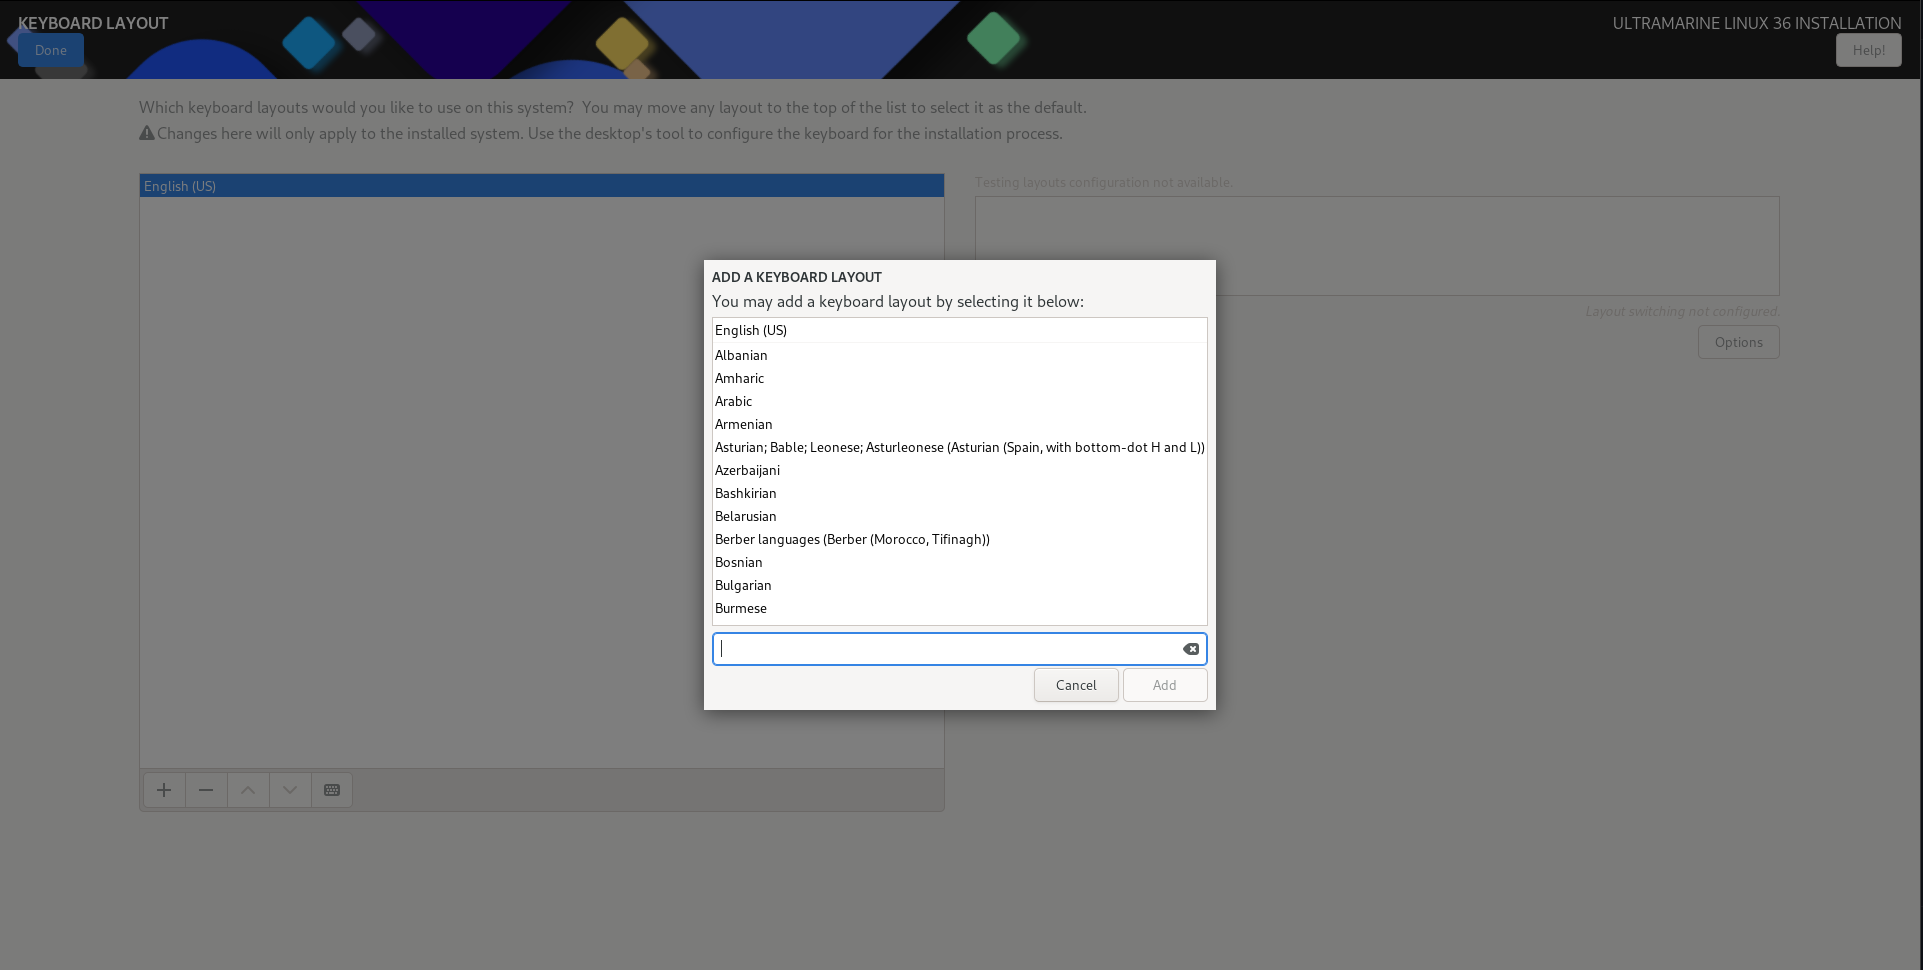 KEYBOARD LAYOUT
ULTRAMARINE LINUX 36 INSTALLATION
Done
Help!
Which keyboard layouts would you like to use on this system?  You may move any layout to the top of the list to select it as the default.
Changes here will only apply to the installed system. Use the desktop's tool to configure the keyboard for the installation process.
English (US)
Testing layouts configuration not available.
Layout switching not configured.
Options
ADD A KEYBOARD LAYOUT
You may add a keyboard layout by selecting it below:
English (US)
Albanian
Amharic
Arabic
Armenian
Asturian; Bable; Leonese; Asturleonese (Asturian (Spain, with bottom-dot H and L))
Azerbaijani
Bashkirian
Belarusian
Berber languages (Berber (Morocco, Tifinagh))
Bosnian
Bulgarian
Burmese
Cancel
Add